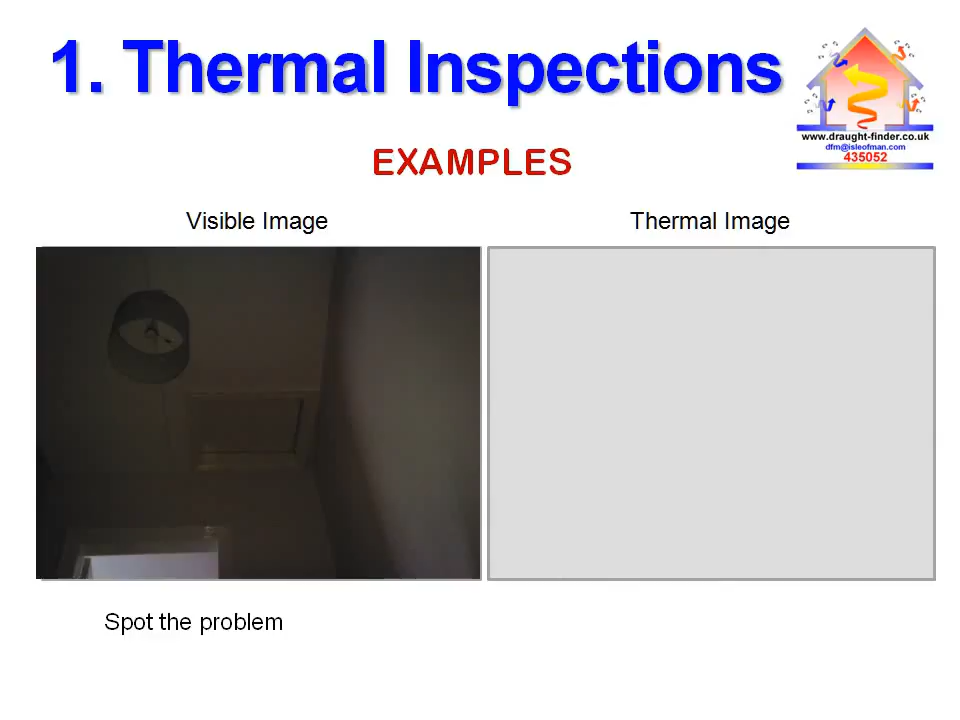 1. Thermal Inspections
www.draught-finder.co.uk
dfm@isleofman.com
435052
EXAMPLES
Visible Image
Thermal Image
Spot the problem